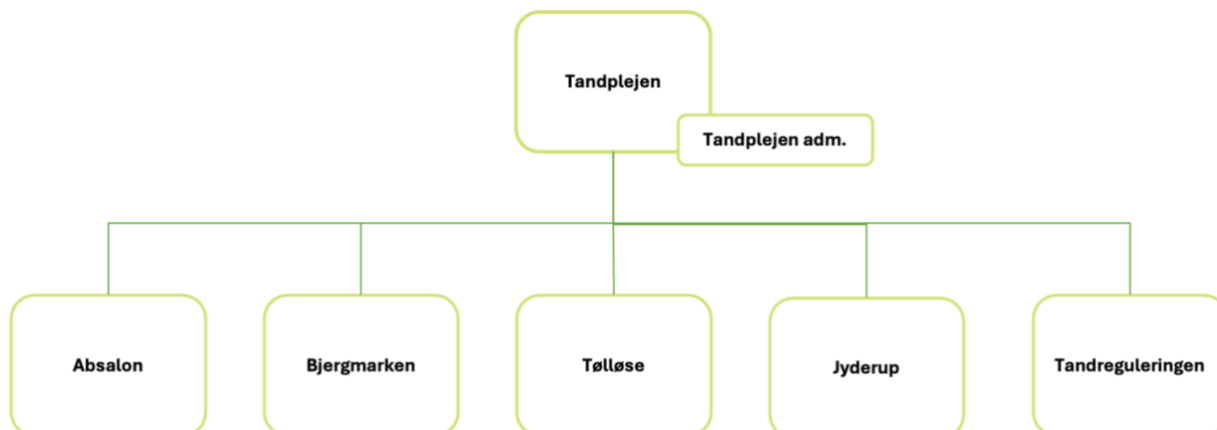 Tandplejen
Tandplejen adm.
Absalon
Bjergmarken
Tølløse
Jyderup
Tandreguleringen